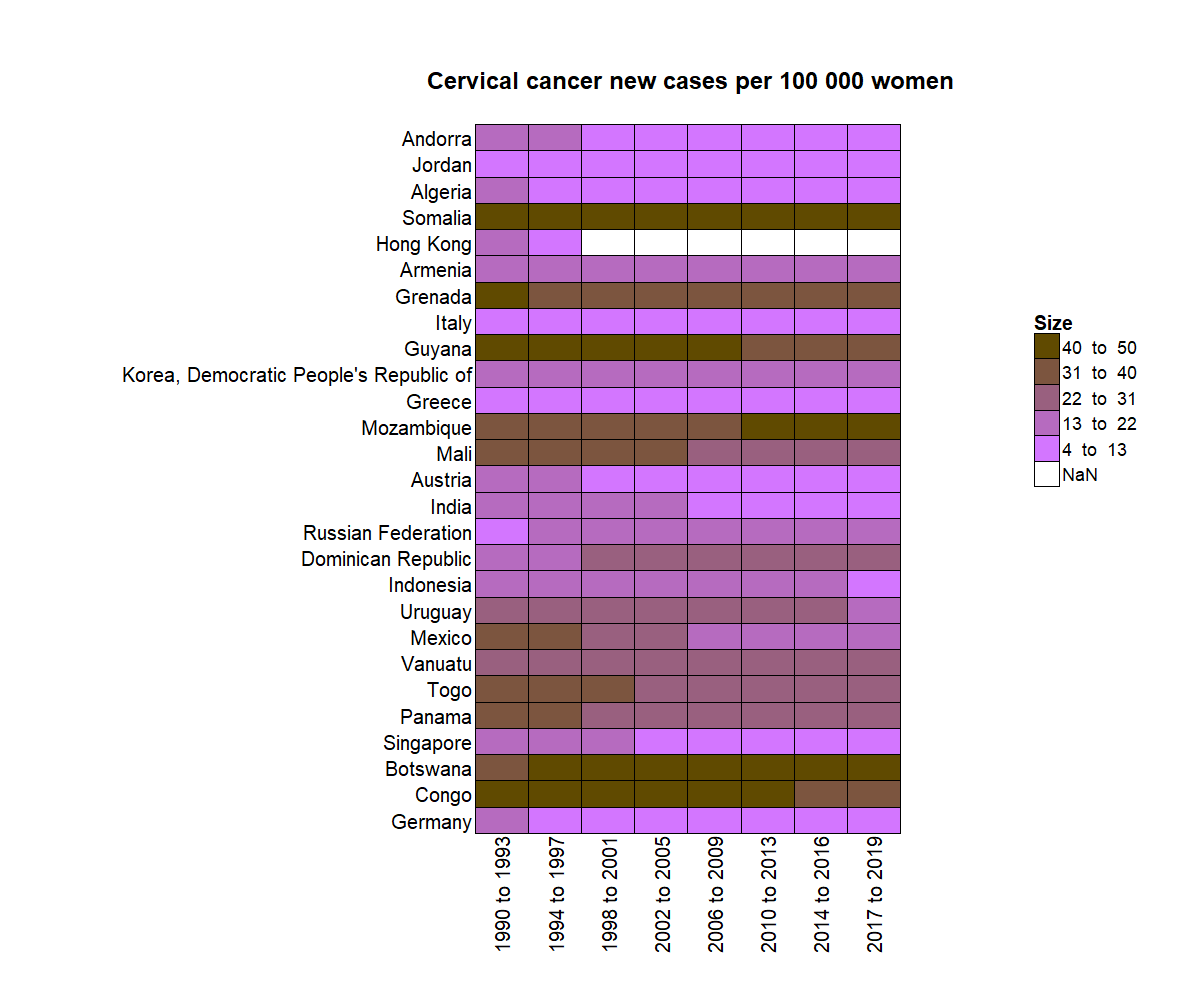 Cervical cancer new cases per 100 000 women
Andorra
Jordan
Algeria
Somalia
Hong Kong
Armenia
Grenada
Italy
Guyana
Korea, Democratic People's Republic of
Greece
Mozambique
Mali
Austria
India
Russian Federation
Dominican Republic
Indonesia
Uruguay
Mexico
Vanuatu
Togo
Panama
Singapore
Botswana
Congo
Germany
1990 to 1993
1994 to 1997
1998 to 2001
2002 to 2005
2006 to 2009
2010 to 2013
2014 to 2016
2017 to 2019
Size
40 to 50
31 to 40
22 to 31
13 to 22
4 to 13
NaN